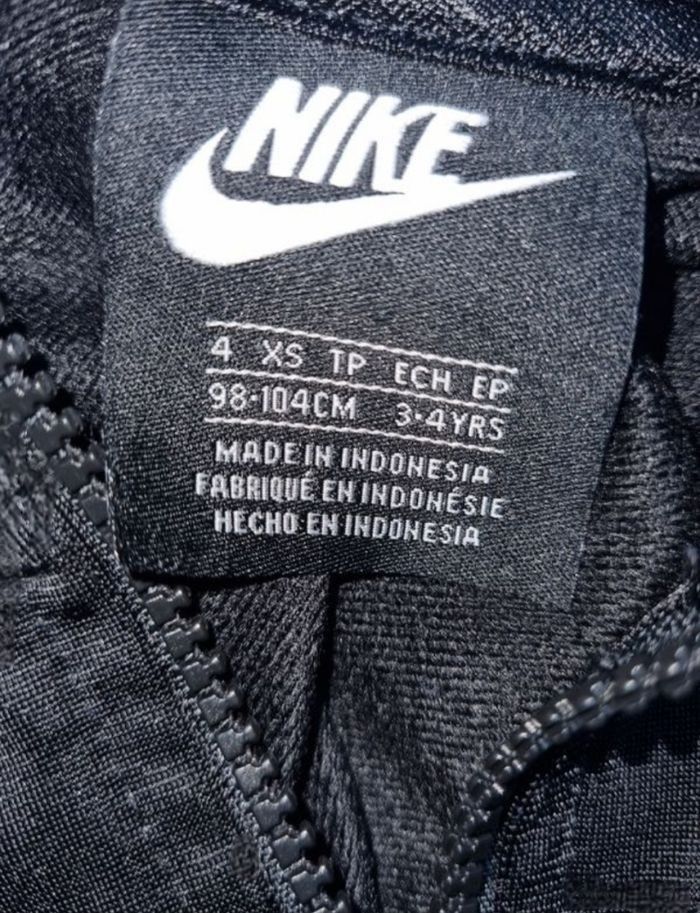 NIKE
4 XS TP ECH EP
98-104CM 3-4YRS
MADE IN INDONESIA
FABRIQUÉ EN INDONÉSIE
HECHO EN INDONESIA